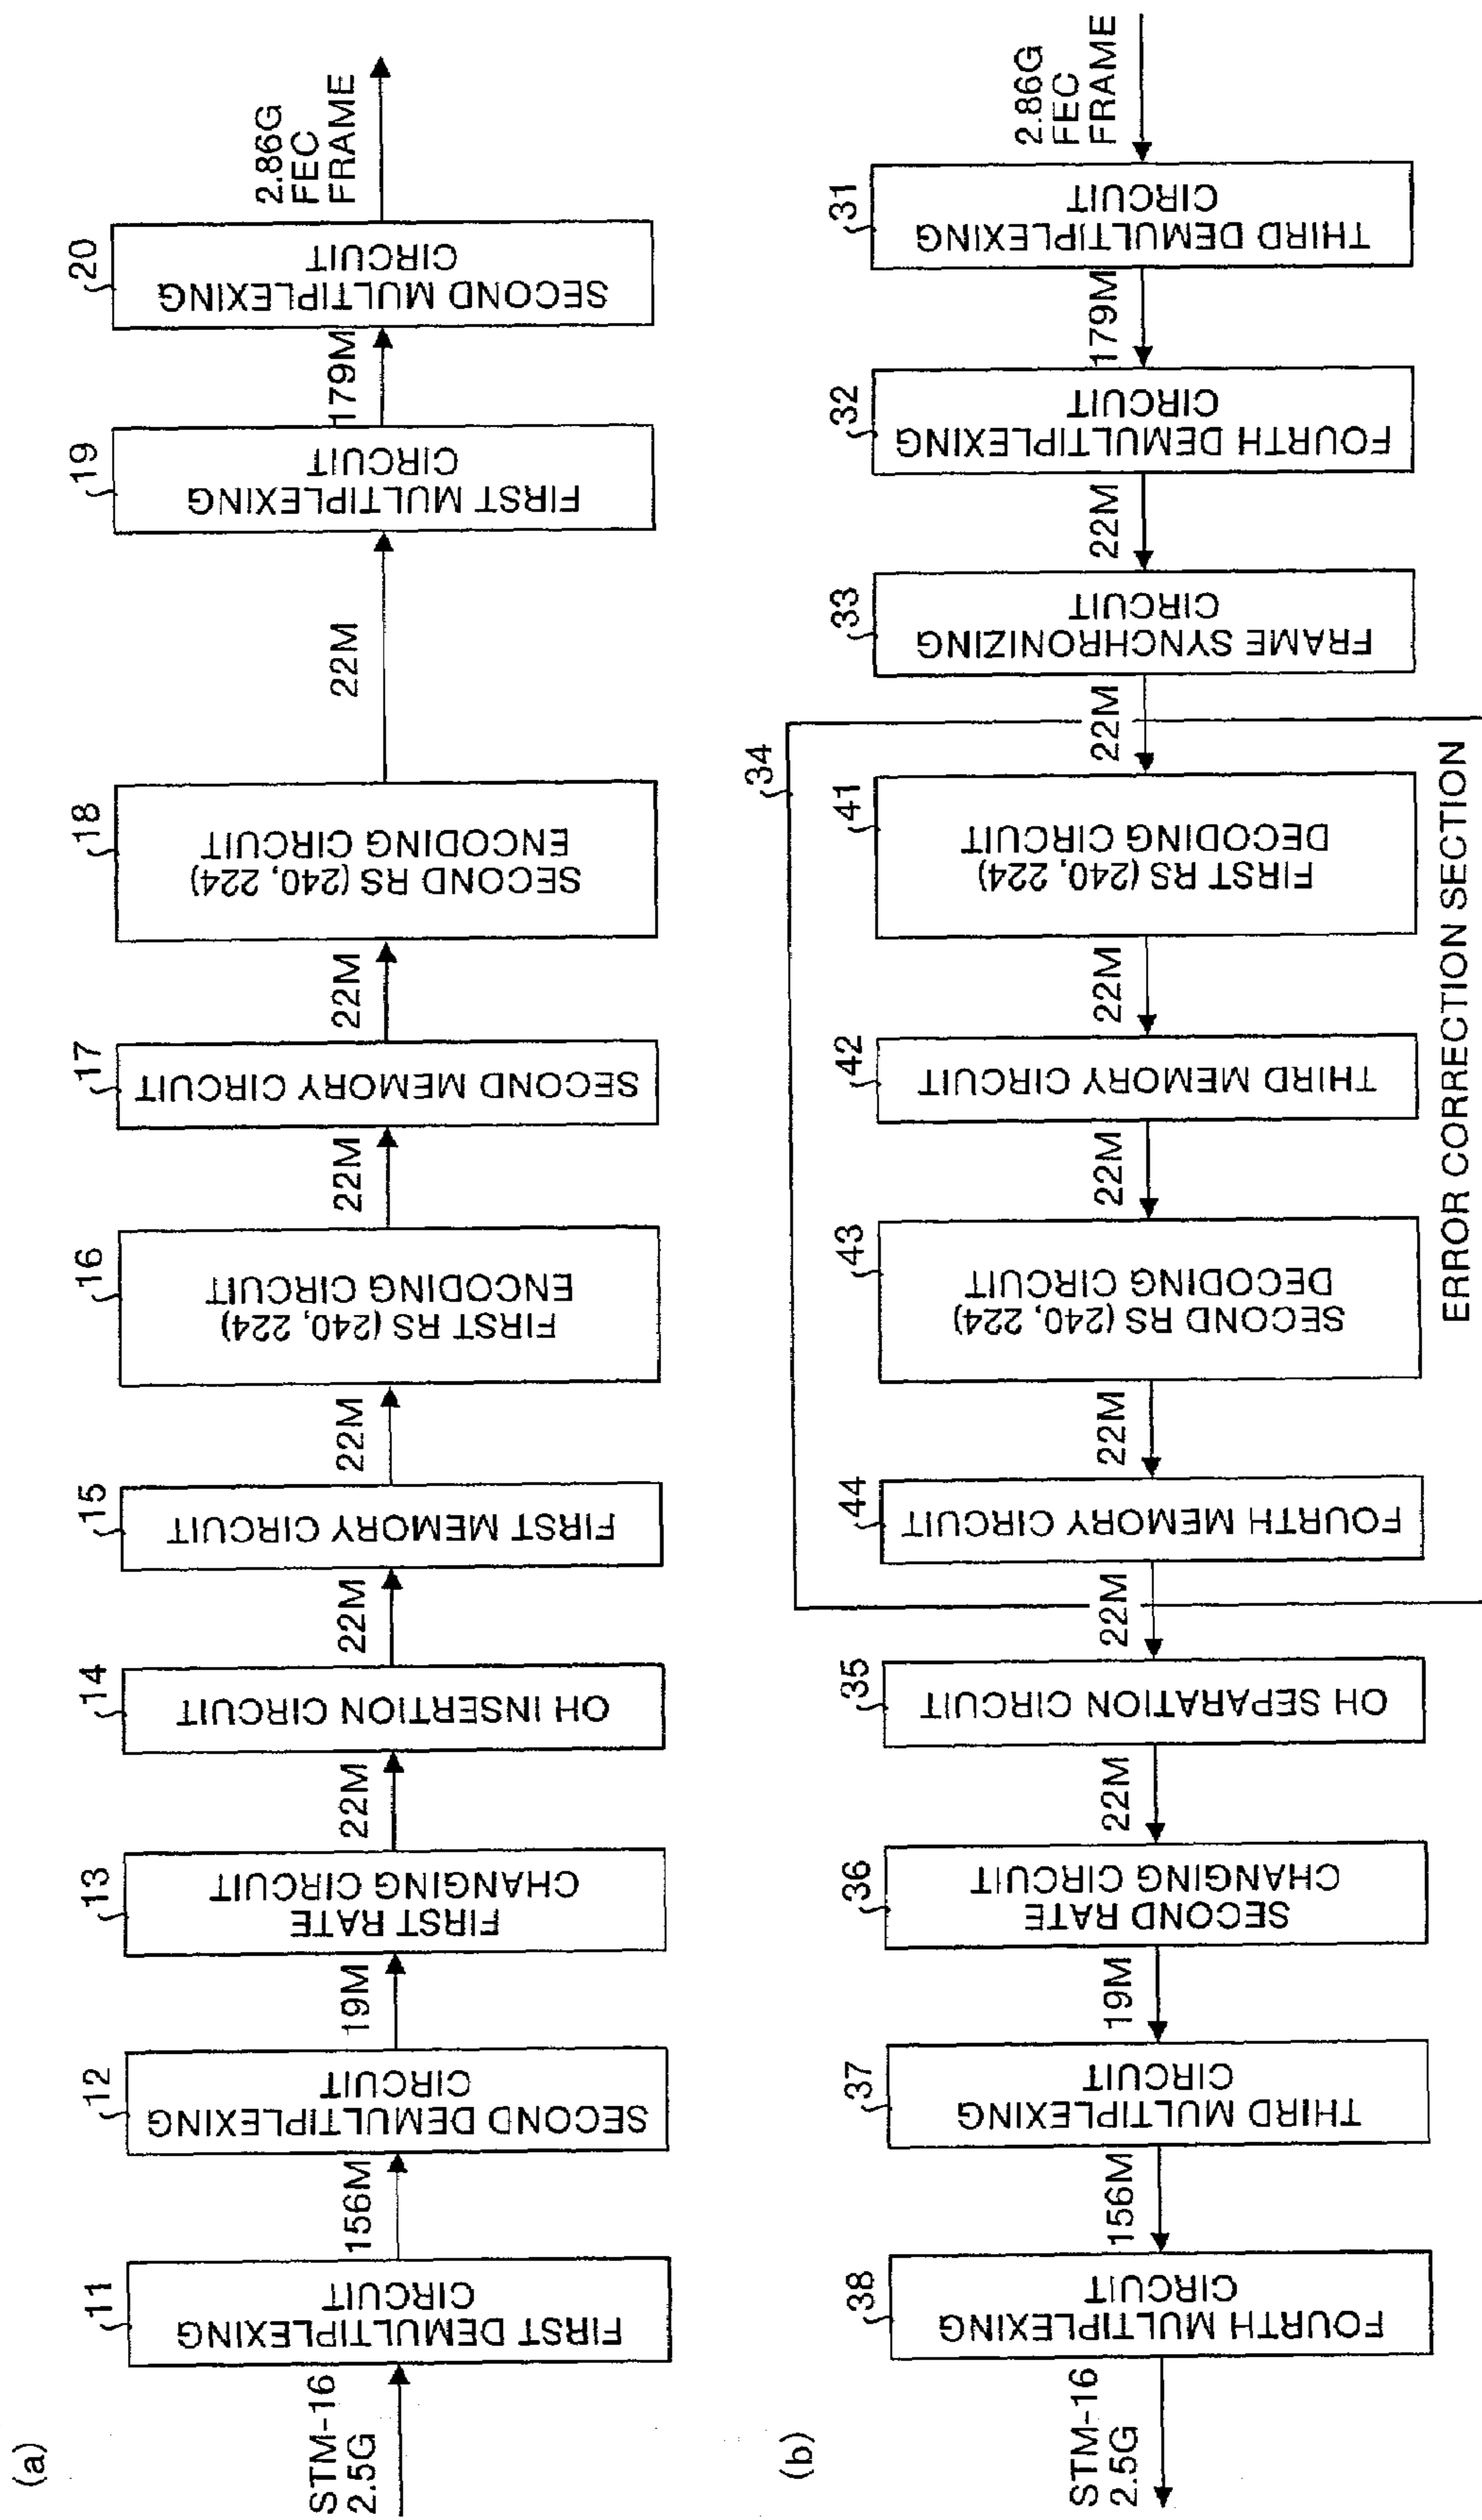 (a)
STM-16
2.5G
11
FIRST DEMULTIPLEXING
CIRCUIT
156M
12
SECOND DEMULTIPLEXING
CIRCUIT
19M
13
FIRST RATE
CHANGING CIRCUIT
22M
14
OH INSERTION CIRCUIT
22M
15
FIRST MEMORY CIRCUIT
22M
16
FIRST RS (240, 224)
ENCODING CIRCUIT
22M
17
SECOND MEMORY CIRCUIT
22M
18
SECOND RS (240, 224)
ENCODING CIRCUIT
22M
19
FIRST MULTIPLEXING
CIRCUIT
179M
20
SECOND MULTIPLEXING
CIRCUIT
2.86G
FEC
FRAME
(b)
2.86G
FEC
FRAME
31
THIRD DEMULTIPLEXING
CIRCUIT
179M
32
FOURTH DEMULTIPLEXING
CIRCUIT
22M
33
FRAME SYNCHRONIZING
CIRCUIT
22M
34
41
FIRST RS (240, 224)
DECODING CIRCUIT
22M
42
THIRD MEMORY CIRCUIT
22M
43
SECOND RS (240, 224)
DECODING CIRCUIT
22M
44
FOURTH MEMORY CIRCUIT
ERROR CORRECTION SECTION
22M
35
OH SEPARATION CIRCUIT
22M
36
SECOND RATE
CHANGING CIRCUIT
19M
37
THIRD MULTIPLEXING
CIRCUIT
156M
38
FOURTH MULTIPLEXING
CIRCUIT
STM-16
2.5G